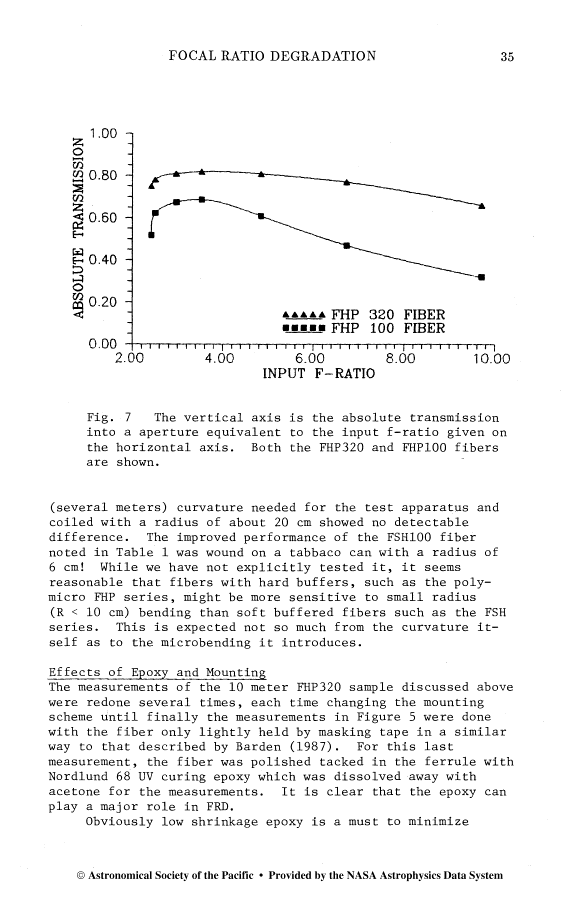 FOCAL RATIO DEGRADATION 35
ABSOLUTE TRANSMISSION
1.00
0.80
0.60
0.40
0.20
0.00
▲▲▲▲▲ FHP 320 FIBER
■■■■■ FHP 100 FIBER
2.00 4.00 6.00 8.00 10.00
INPUT F-RATIO
Fig. 7 The vertical axis is the absolute transmission
into a aperture equivalent to the input f-ratio given on
the horizontal axis. Both the FHP320 and FHP100 fibers
are shown.
(several meters) curvature needed for the test apparatus and
coiled with a radius of about 20 cm showed no detectable
difference. The improved performance of the FSH100 fiber
noted in Table 1 was wound on a tabbaco can with a radius of
6 cm! While we have not explicitly tested it, it seems
reasonable that fibers with hard buffers, such as the poly-
micro FHP series, might be more sensitive to small radius
(R < 10 cm) bending than soft buffered fibers such as the FSH
series. This is expected not so much from the curvature it-
self as to the microbending it introduces.
Effects of Epoxy and Mounting
The measurements of the 10 meter FHP320 sample discussed above
were redone several times, each time changing the mounting
scheme until finally the measurements in Figure 5 were done
with the fiber only lightly held by masking tape in a similar
way to that described by Barden (1987). For this last
measurement, the fiber was polished tacked in the ferrule with
Nordlund 68 UV curing epoxy which was dissolved away with
acetone for the measurements. It is clear that the epoxy can
play a major role in FRD.
Obviously low shrinkage epoxy is a must to minimize
© Astronomical Society of the Pacific • Provided by the NASA Astrophysics Data System